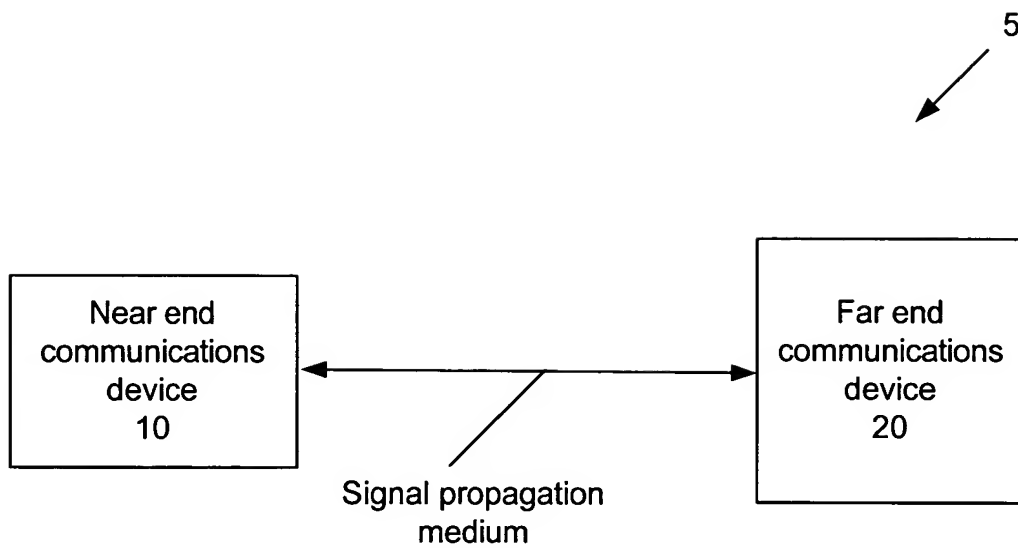 5
Near end
communications
device
10
Far end
communications
device
20
Signal propagation
medium